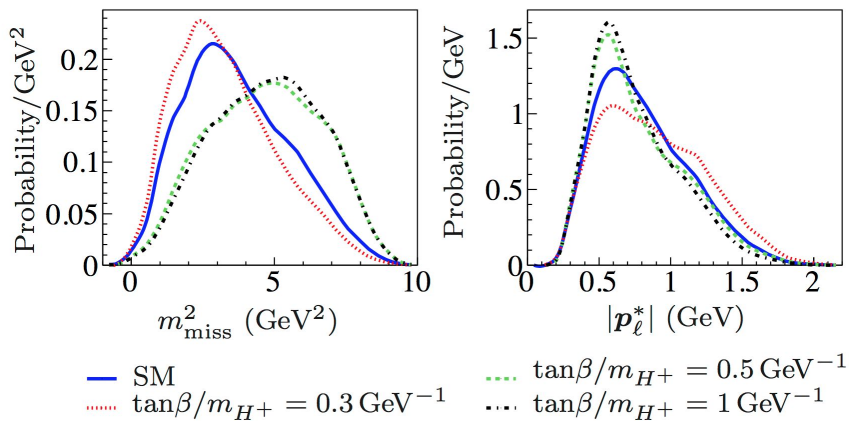 Probability/GeV²
0.2
0.15
0.1
0.05
0
0 5 10
m²miss (GeV²)
Probability/GeV
1.5
1
0.5
0
0 0.5 1 1.5 2
|p*ℓ| (GeV)
SM
tanβ/mH+ = 0.3 GeV⁻¹
tanβ/mH+ = 0.5 GeV⁻¹
tanβ/mH+ = 1 GeV⁻¹